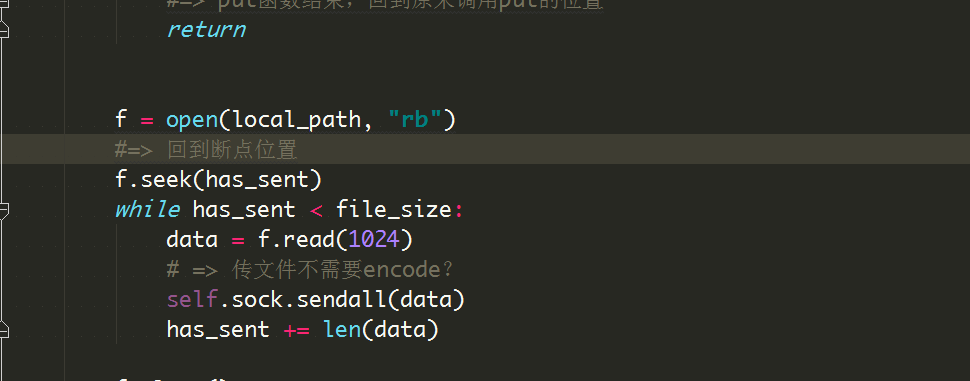 #=> put函数结束，回到原来调用put的位置
return
f = open(local_path, "rb")
#=> 回到断点位置
f.seek(has_sent)
while has_sent < file_size:
data = f.read(1024)
# => 传文件不需要encode?
self.sock.sendall(data)
has_sent += len(data)